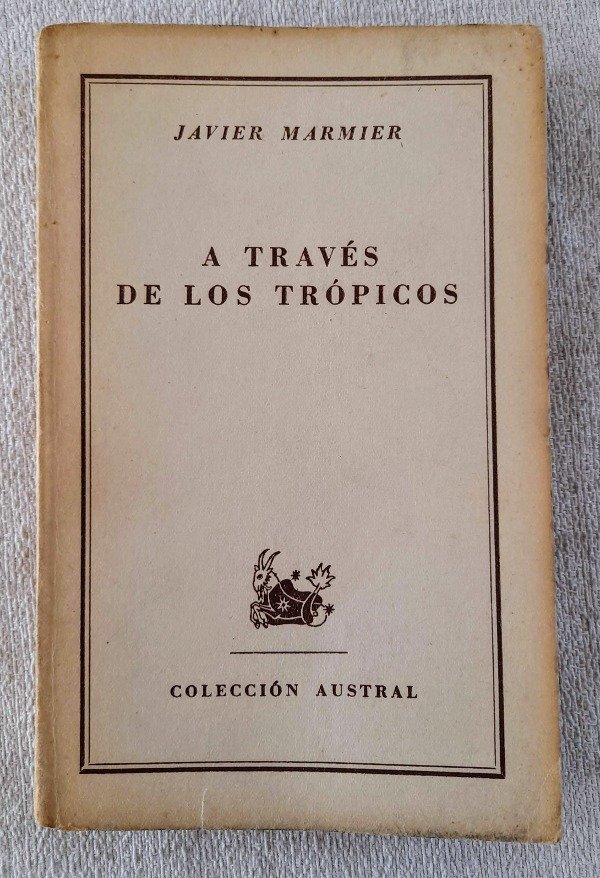 JAVIER MARMIER
A TRAVÉS
DE LOS TRÓPICOS
COLECCIÓN AUSTRAL